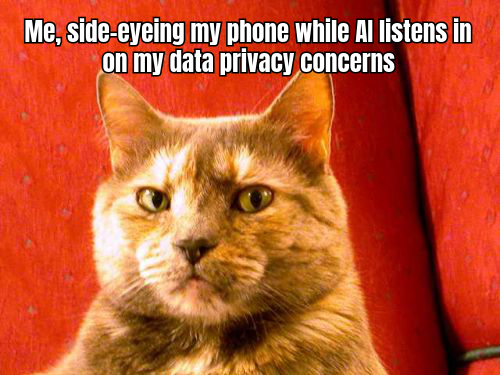 Me, side-eyeing my phone while AI listens in
on my data privacy concerns